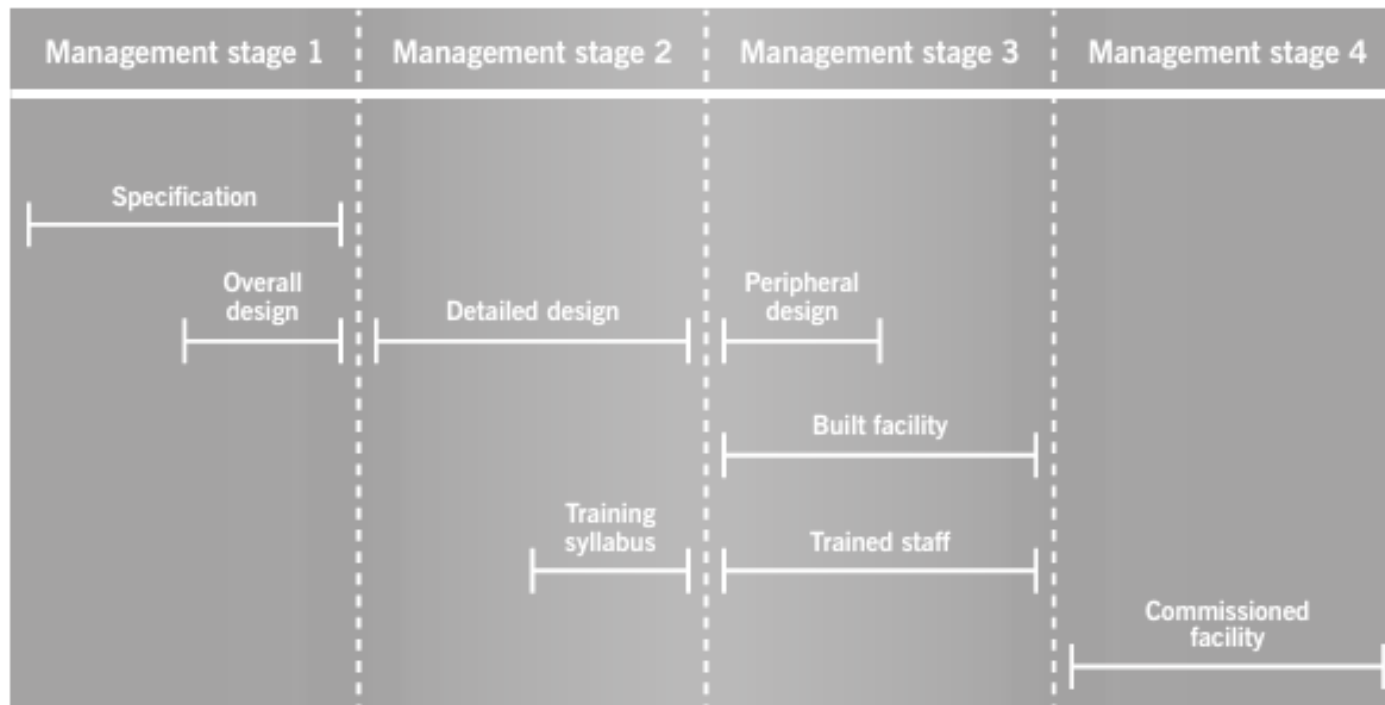 Management stage 1
Management stage 2
Management stage 3
Management stage 4
Specification
Overall
design
Detailed design
Peripheral
design
Built facility
Training
syllabus
Trained staff
Commissioned
facility